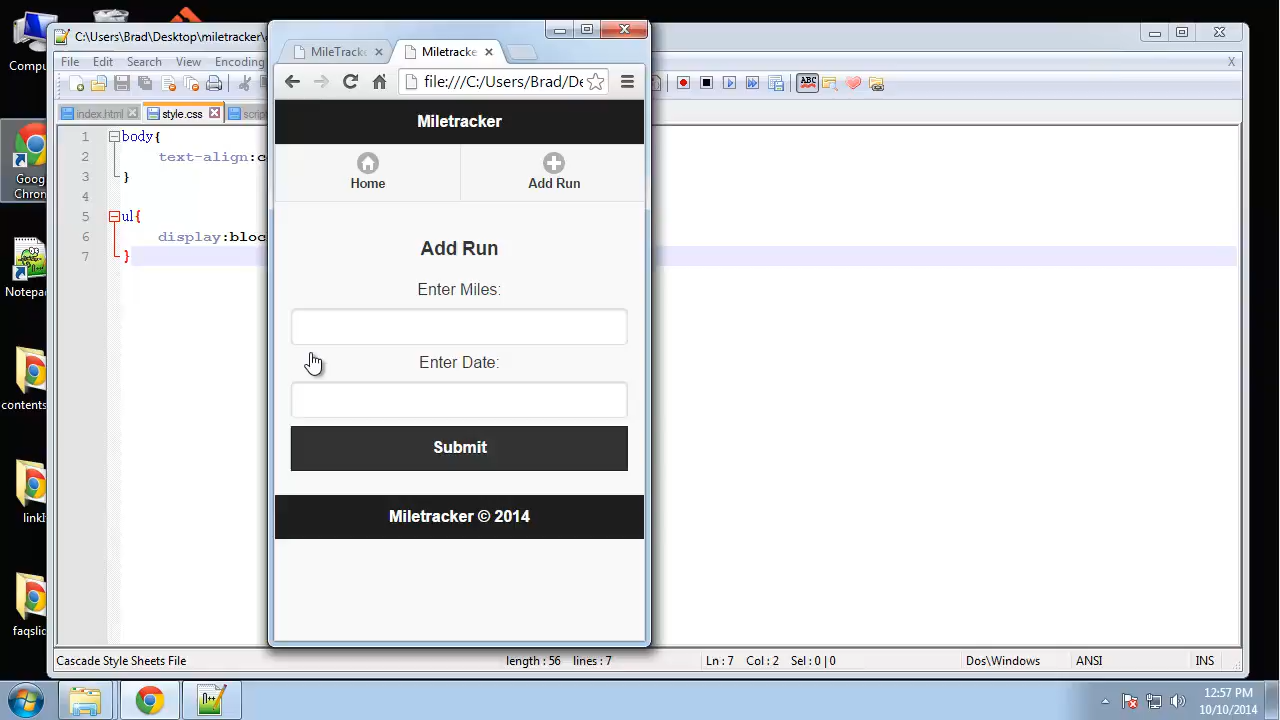 Compu
C:\Users\Brad\Desktop\miletracker\
File Edit Search View Encoding
X
index.html
style.css
scrip
MileTrack
Miletracke
file:///C:/Users/Brad/De
ABC
Miletracker
Home
Add Run
Add Run
Enter Miles:
Enter Date:
Submit
Miletracker © 2014
1 body{
2 text-align:c
3 }
4
5 ul{
6 display:bloc
7 }
Goog
Chron
Notepa
contents
linkl
faqslid
Cascade Style Sheets File
length : 56 lines : 7
Ln : 7 Col : 2 Sel : 0 | 0
Dos\Windows
ANSI
INS
12:57 PM
10/10/2014